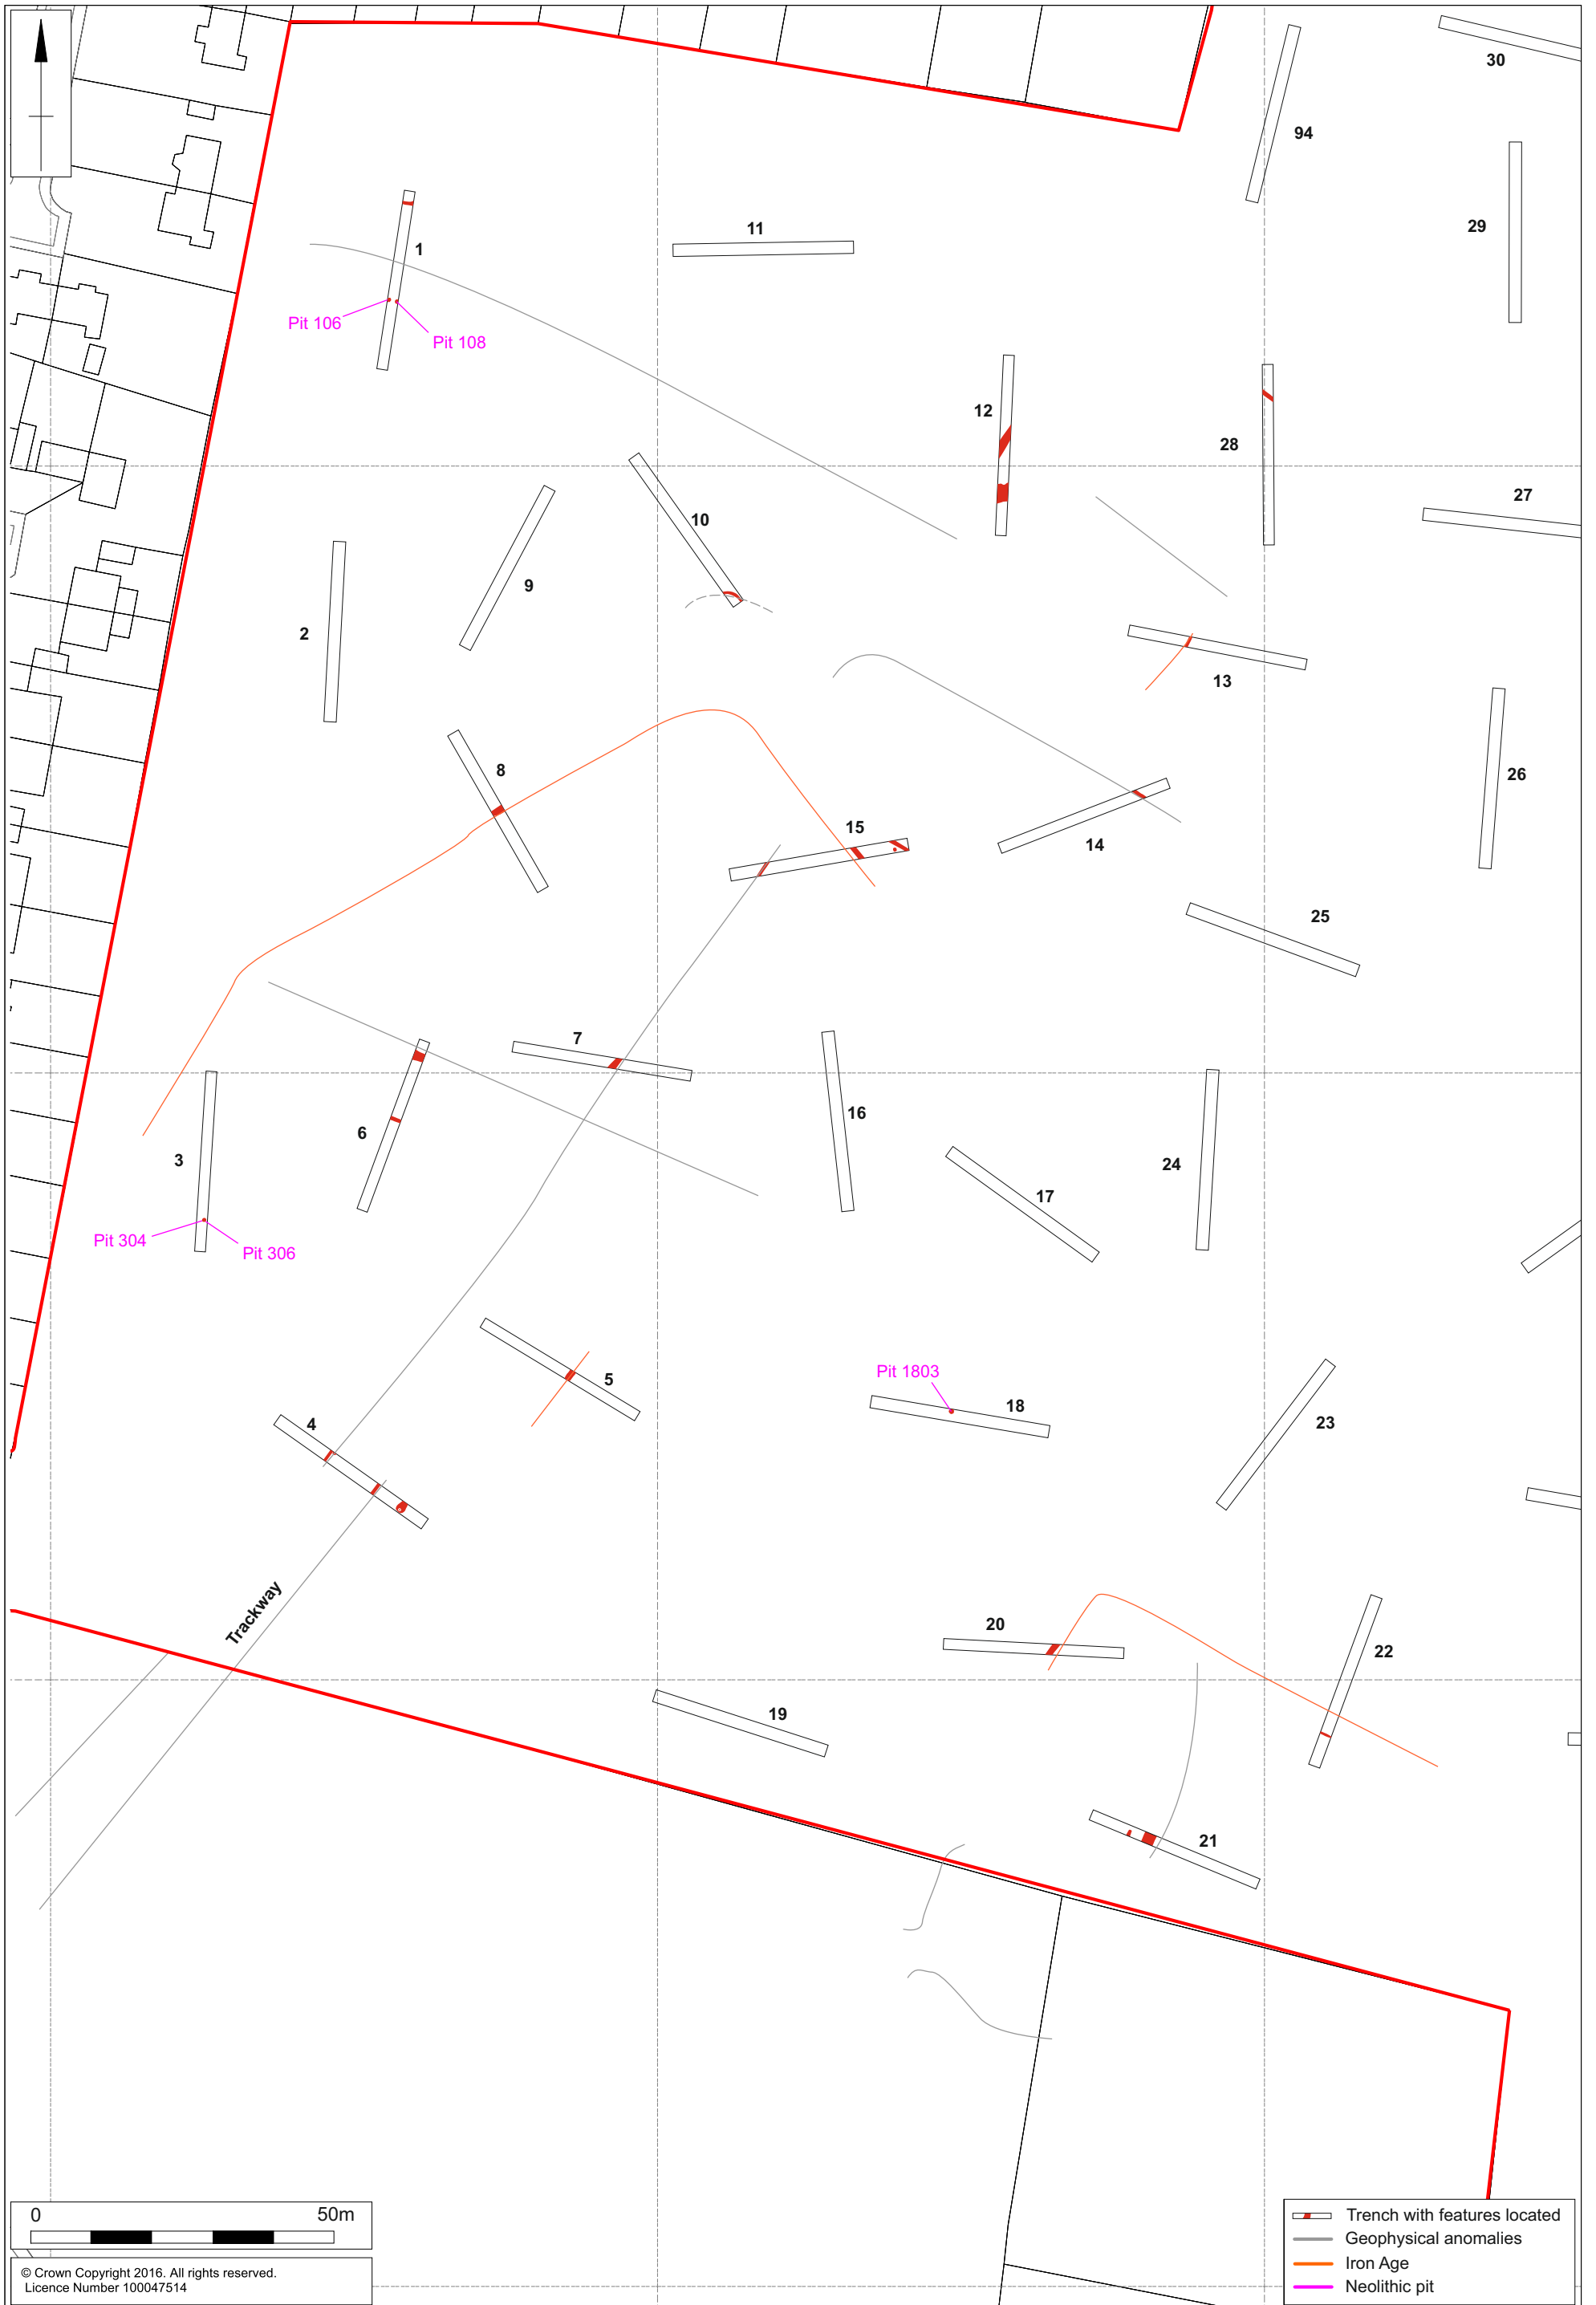 30
94
29
11
1
Pit 106
Pit 108
12
28
27
10
9
2
13
8
26
15
14
25
7
16
6
3
24
17
Pit 304
Pit 306
Pit 1803
5
18
4
23
Trackway
20
22
19
21
0 50m
© Crown Copyright 2016. All rights reserved.
Licence Number 100047514
Trench with features located
Geophysical anomalies
Iron Age
Neolithic pit